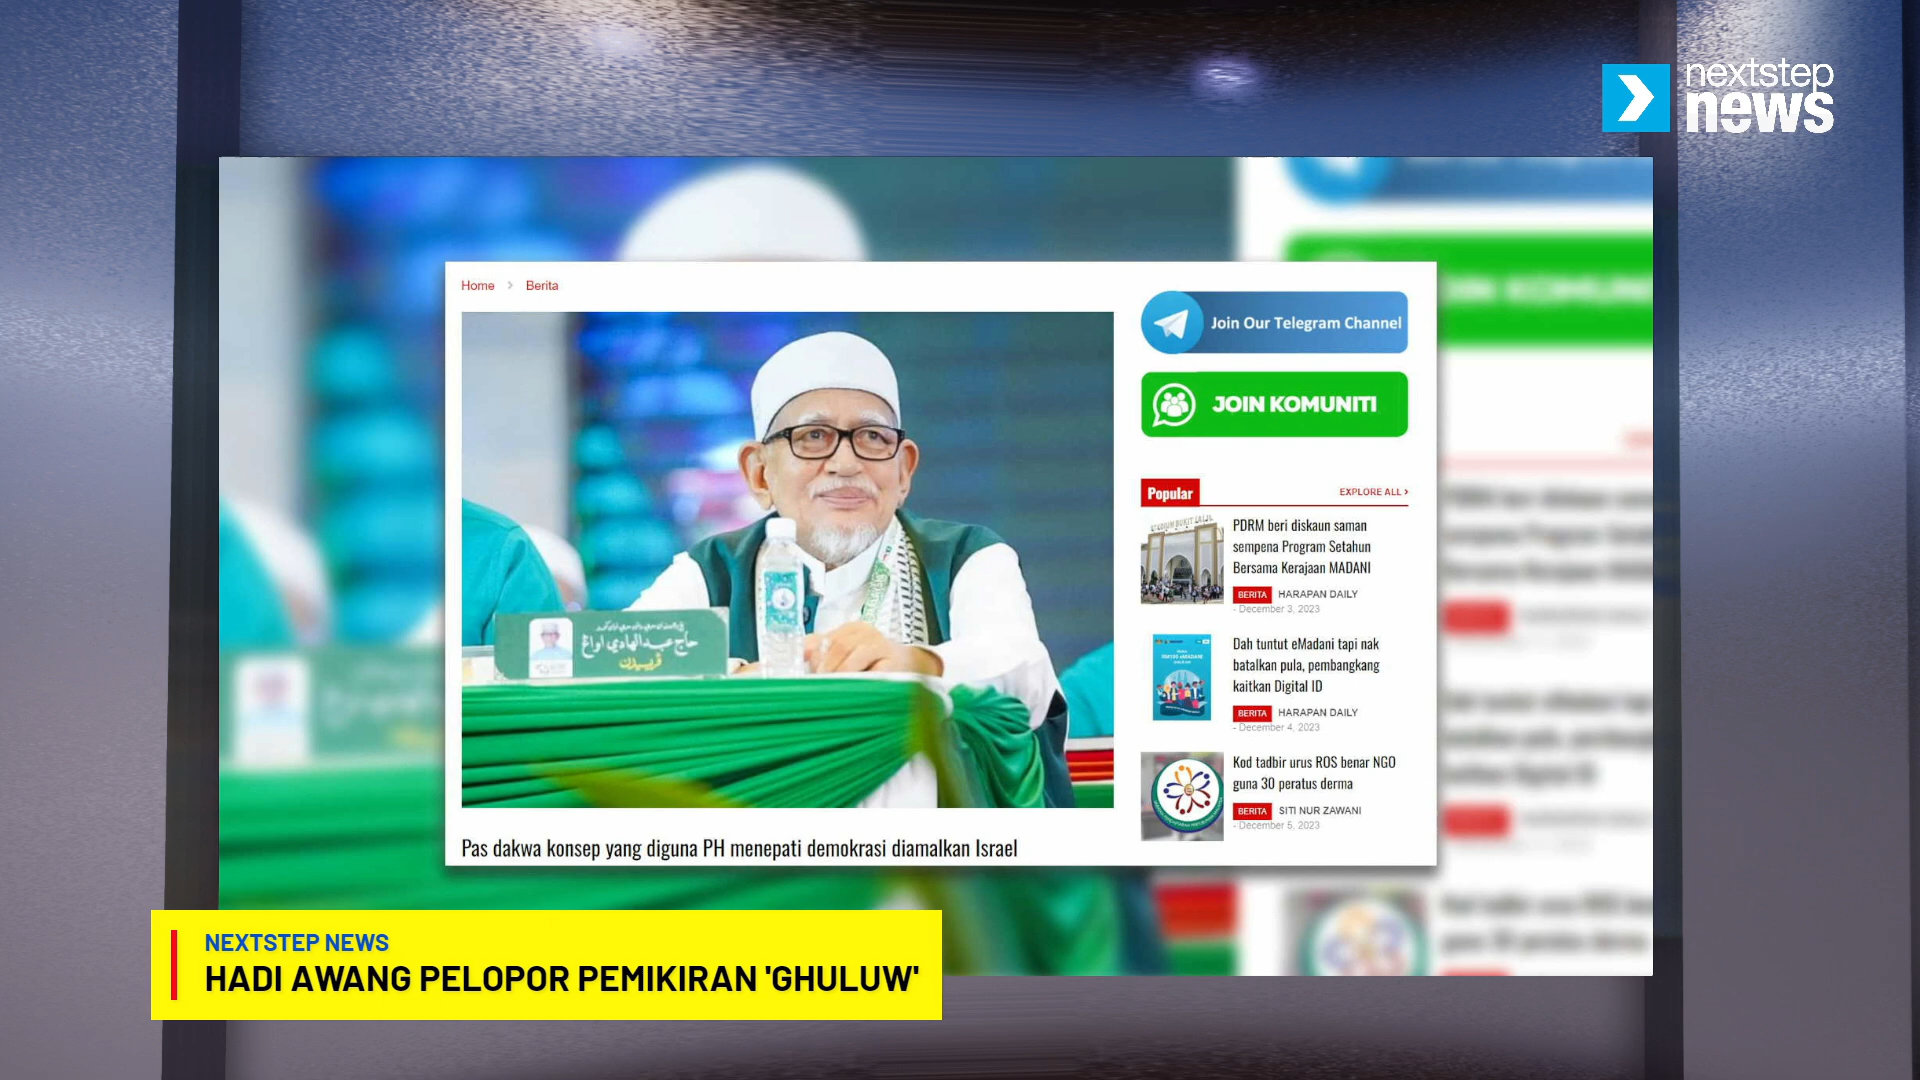 nextstep
news
Home > Berita
Join Our Telegram Channel
JOIN KOMUNITI
Popular
EXPLORE ALL >
PDRM beri diskaun saman
sempena Program Setahun
Bersama Kerajaan MADANI
BERITA HARAPAN DAILY
- December 3, 2023
Dah tuntut eMadani tapi nak
batalkan pula, pembangkang
kaitkan Digital ID
BERITA HARAPAN DAILY
- December 4, 2023
Kod tadbir urus ROS benar NGO
guna 30 peratus derma
BERITA SITI NUR ZAWANI
- December 5, 2023
حاج عبدالهادي اواڠ
Pas dakwa konsep yang diguna PH menepati demokrasi diamalkan Israel
NEXTSTEP NEWS
HADI AWANG PELOPOR PEMIKIRAN 'GHULUW'